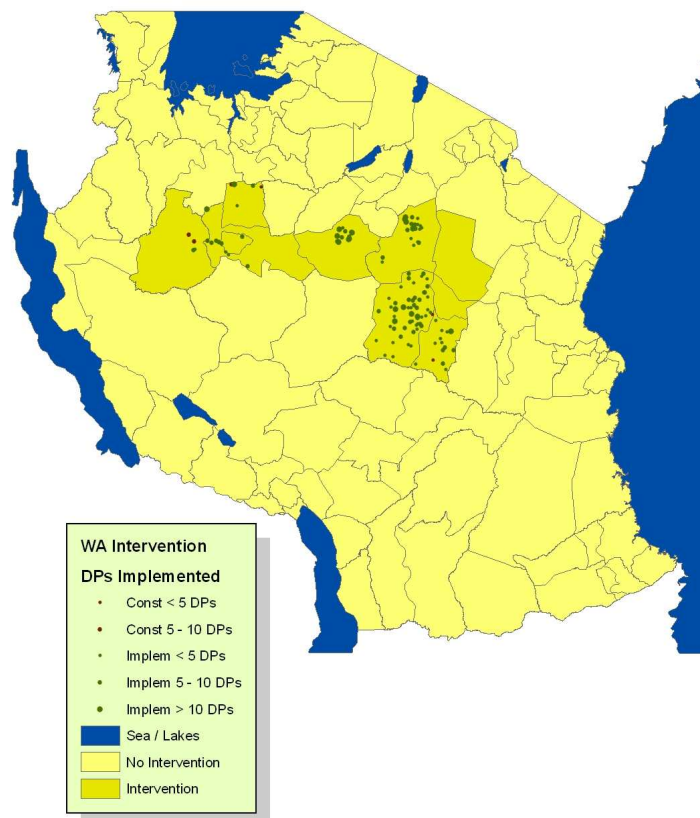 WA Intervention
DPs Implemented
Const < 5 DPs
Const 5 - 10 DPs
Implem < 5 DPs
Implem 5 - 10 DPs
Implem > 10 DPs
Sea / Lakes
No Intervention
Intervention